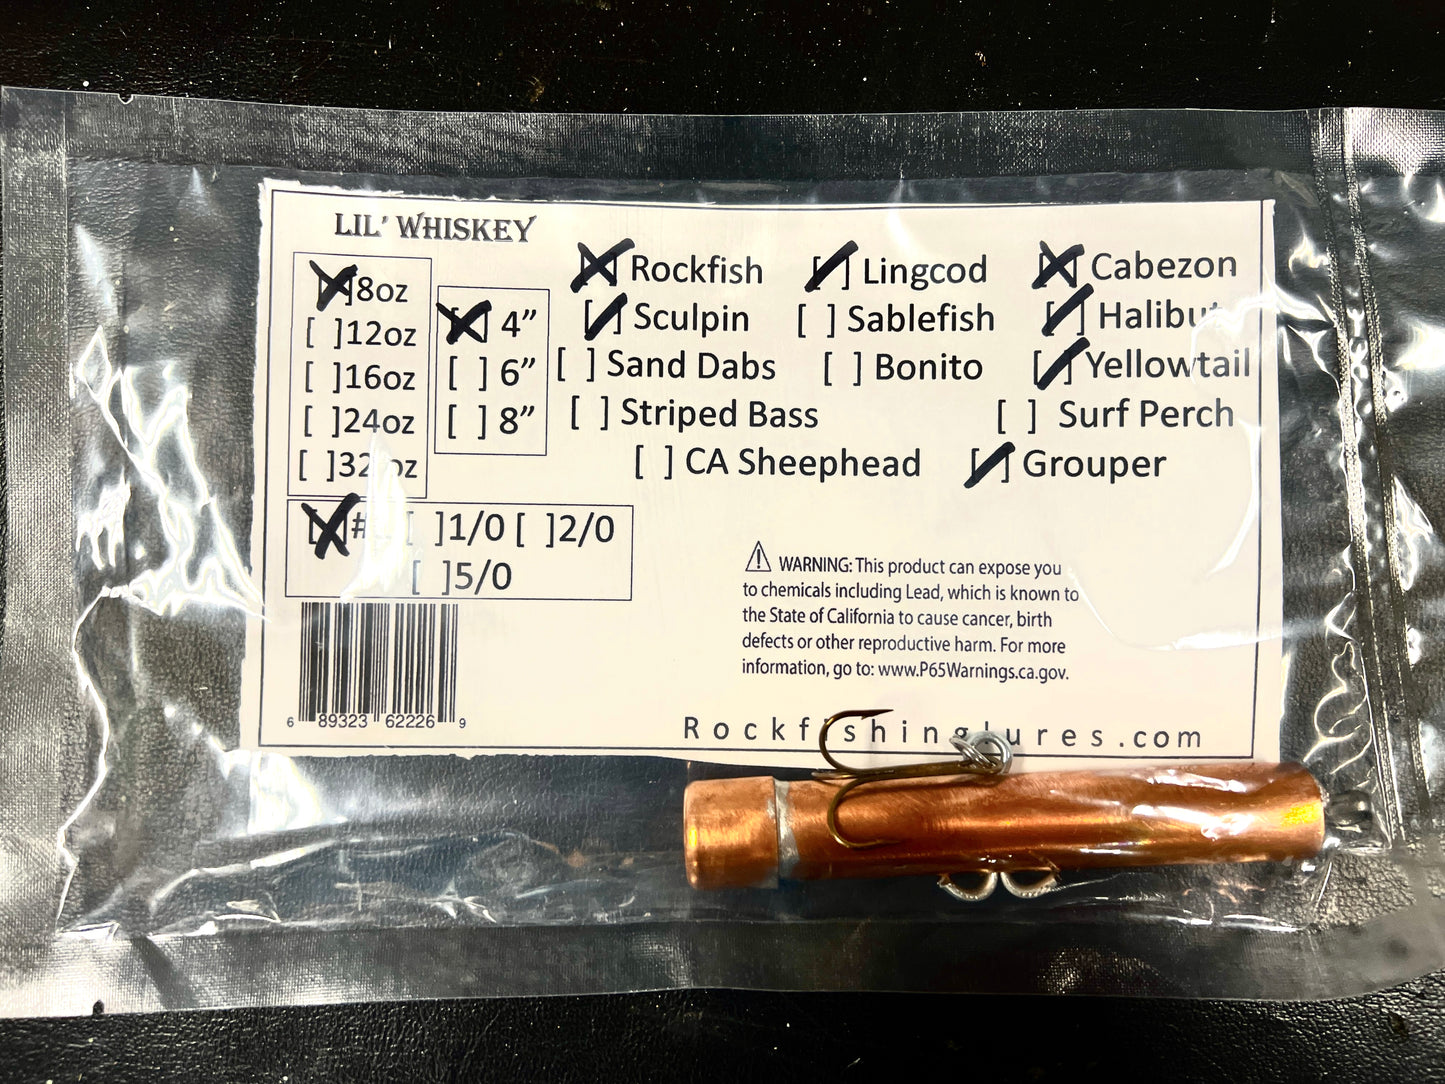 LIL' WHISKEY
[X]8oz
[ ]12oz
[ ]16oz
[ ]24oz
[ ]32oz
[X] 4”
[ ] 6”
[ ] 8”
[X] Rockfish [/] Lingcod [X] Cabezon
[/] Sculpin [ ] Sablefish [/] Halibut
[ ] Sand Dabs [ ] Bonito [/] Yellowtail
[ ] Striped Bass [ ] Surf Perch
[ ] CA Sheephead [/] Grouper
[X]# [ ]1/0 [ ]2/0
[ ]5/0
⚠ WARNING: This product can expose you
to chemicals including Lead, which is known to
the State of California to cause cancer, birth
defects or other reproductive harm. For more
information, go to: www.P65Warnings.ca.gov.
6 89323 62226 9
RockfishingLures.com